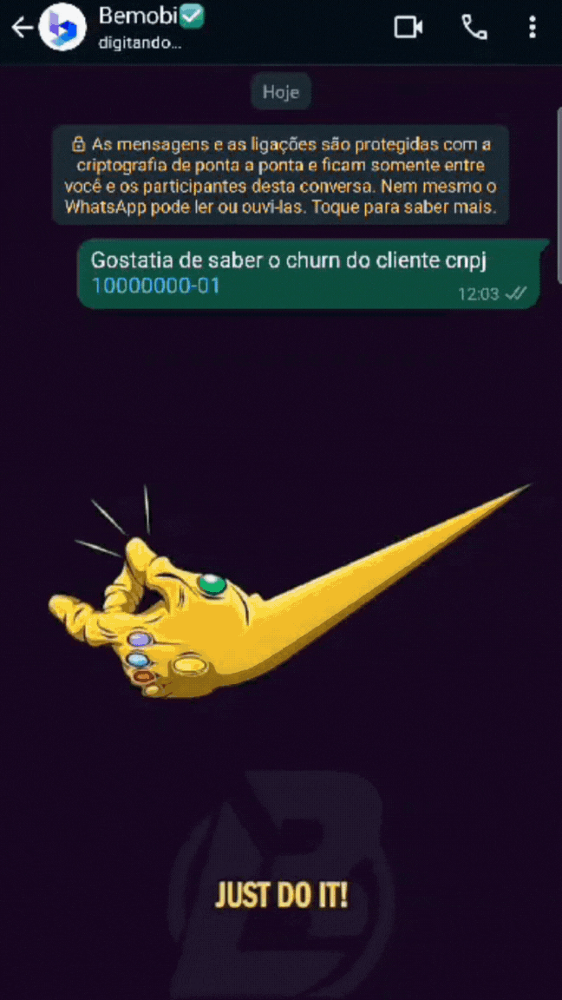 Bemobi
digitando...
Hoje
As mensagens e as ligações são protegidas com a
criptografia de ponta a ponta e ficam somente entre
você e os participantes desta conversa. Nem mesmo o
WhatsApp pode ler ou ouvi-las. Toque para saber mais.
Gostatia de saber o churn do cliente cnpj
10000000-01
12:03
JUST DO IT!